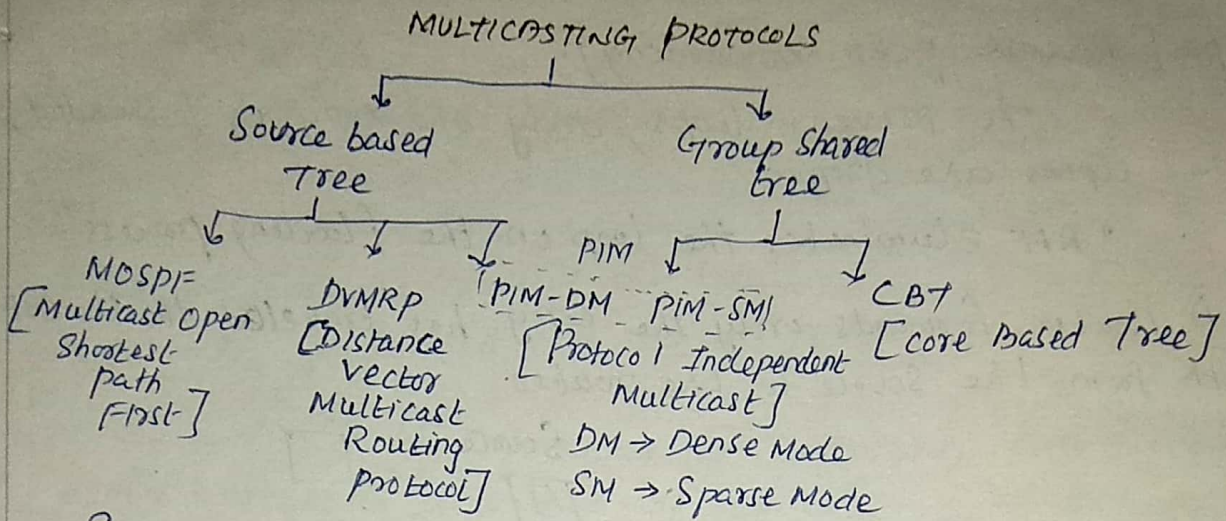 MULTICASTING PROTOCOLS
Source based
Tree
Group Shared
tree
MOSPF
[Multicast Open
Shortest
path
First]
DVMRP
[Distance
vector
Multicast
Routing
protocol]
PIM
PIM-DM PIM-SM
[Protocol Independent
Multicast]
DM → Dense Mode
SM → Sparse Mode
CBT
[core Based Tree]